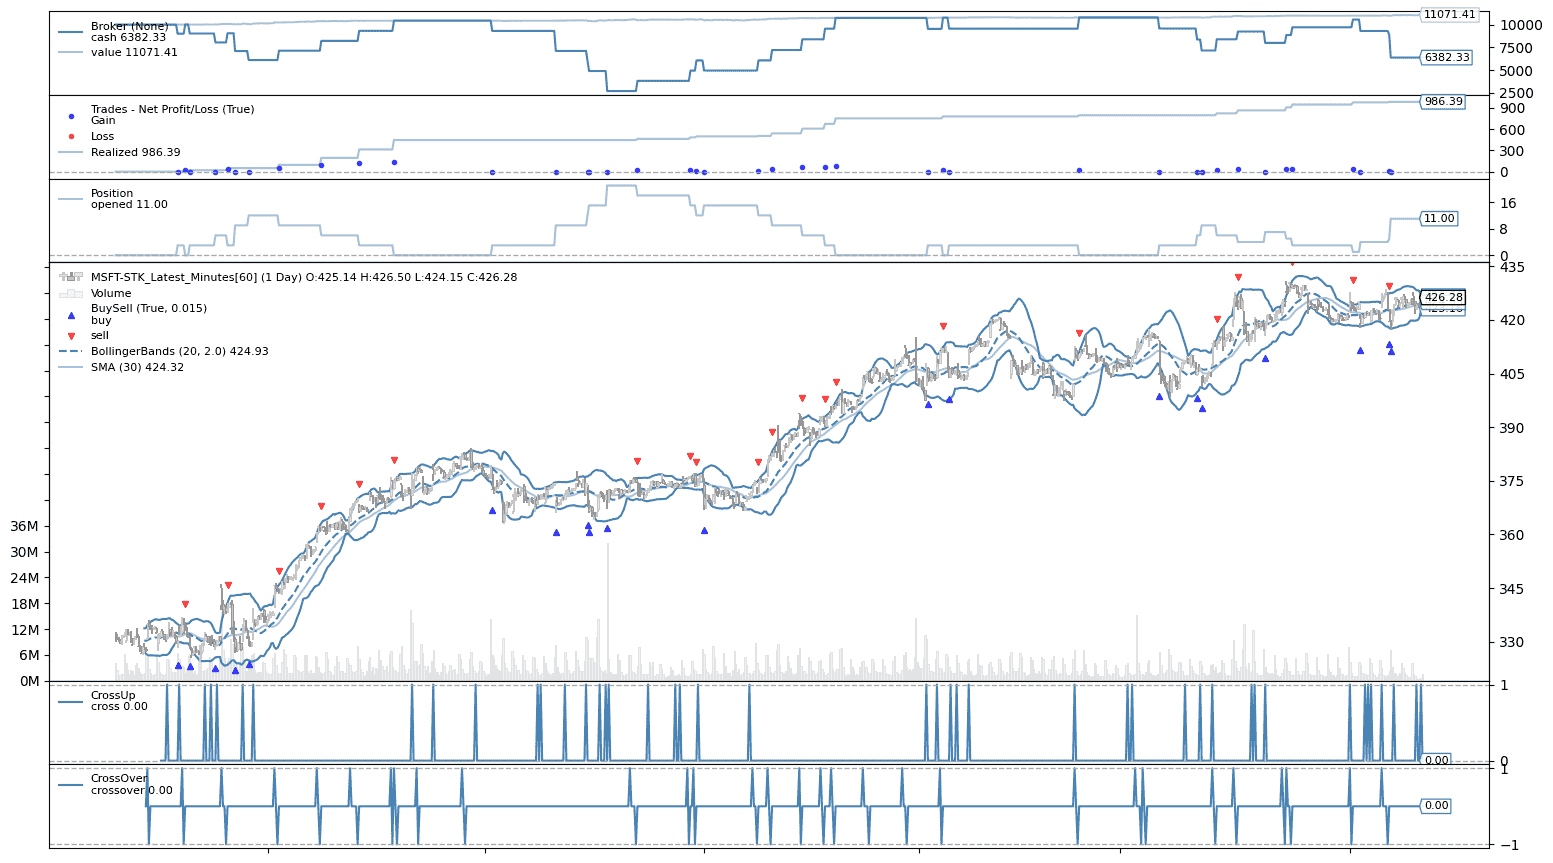 Broker (None)
cash 6382.33
value 11071.41
11071.41
10000
7500
6382.33
5000
2500
Trades - Net Profit/Loss (True)
Gain
Loss
Realized 986.39
986.39
900
600
300
0
Position
opened 11.00
16
11.00
8
0
MSFT-STK_Latest_Minutes[60] (1 Day) O:425.14 H:426.50 L:424.15 C:426.28
Volume
BuySell (True, 0.015)
buy
sell
BollingerBands (20, 2.0) 424.93
SMA (30) 424.32
435
426.28
420
405
390
375
360
345
330
36M
30M
24M
18M
12M
6M
0M
CrossUp
cross 0.00
1
0
0.00
CrossOver
crossover 0.00
1
0.00
−1